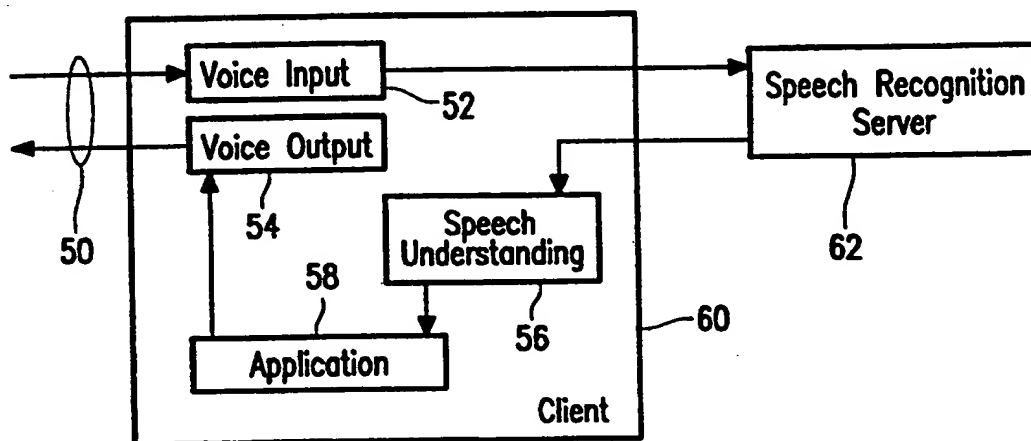 Voice Input
52
Speech Recognition
Server
62
Voice Output
54
50
Speech
Understanding
56
58
Application
60
Client